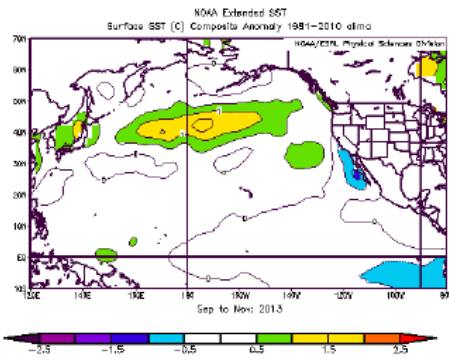 NOAA Extended SST
Surface SST (C) Composite Anomaly 1981-2010 climo
NOAA/ESRL Physical Sciences Division
70N
60N
50N
40N
30N
20N
10N
EQ
10S
120E 140E 160E 180 160W 140W 120W 100W
Sep to Nov: 2013
-2.5 -1.5 -0.5 0.5 1.5 2.5